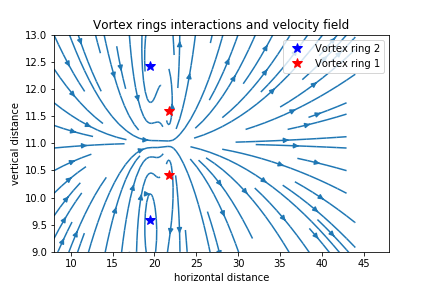 Vortex rings interactions and velocity field
Vortex ring 2
Vortex ring 1
vertical distance
13.0
12.5
12.0
11.5
11.0
10.5
10.0
9.5
9.0
10 15 20 25 30 35 40 45
horizontal distance